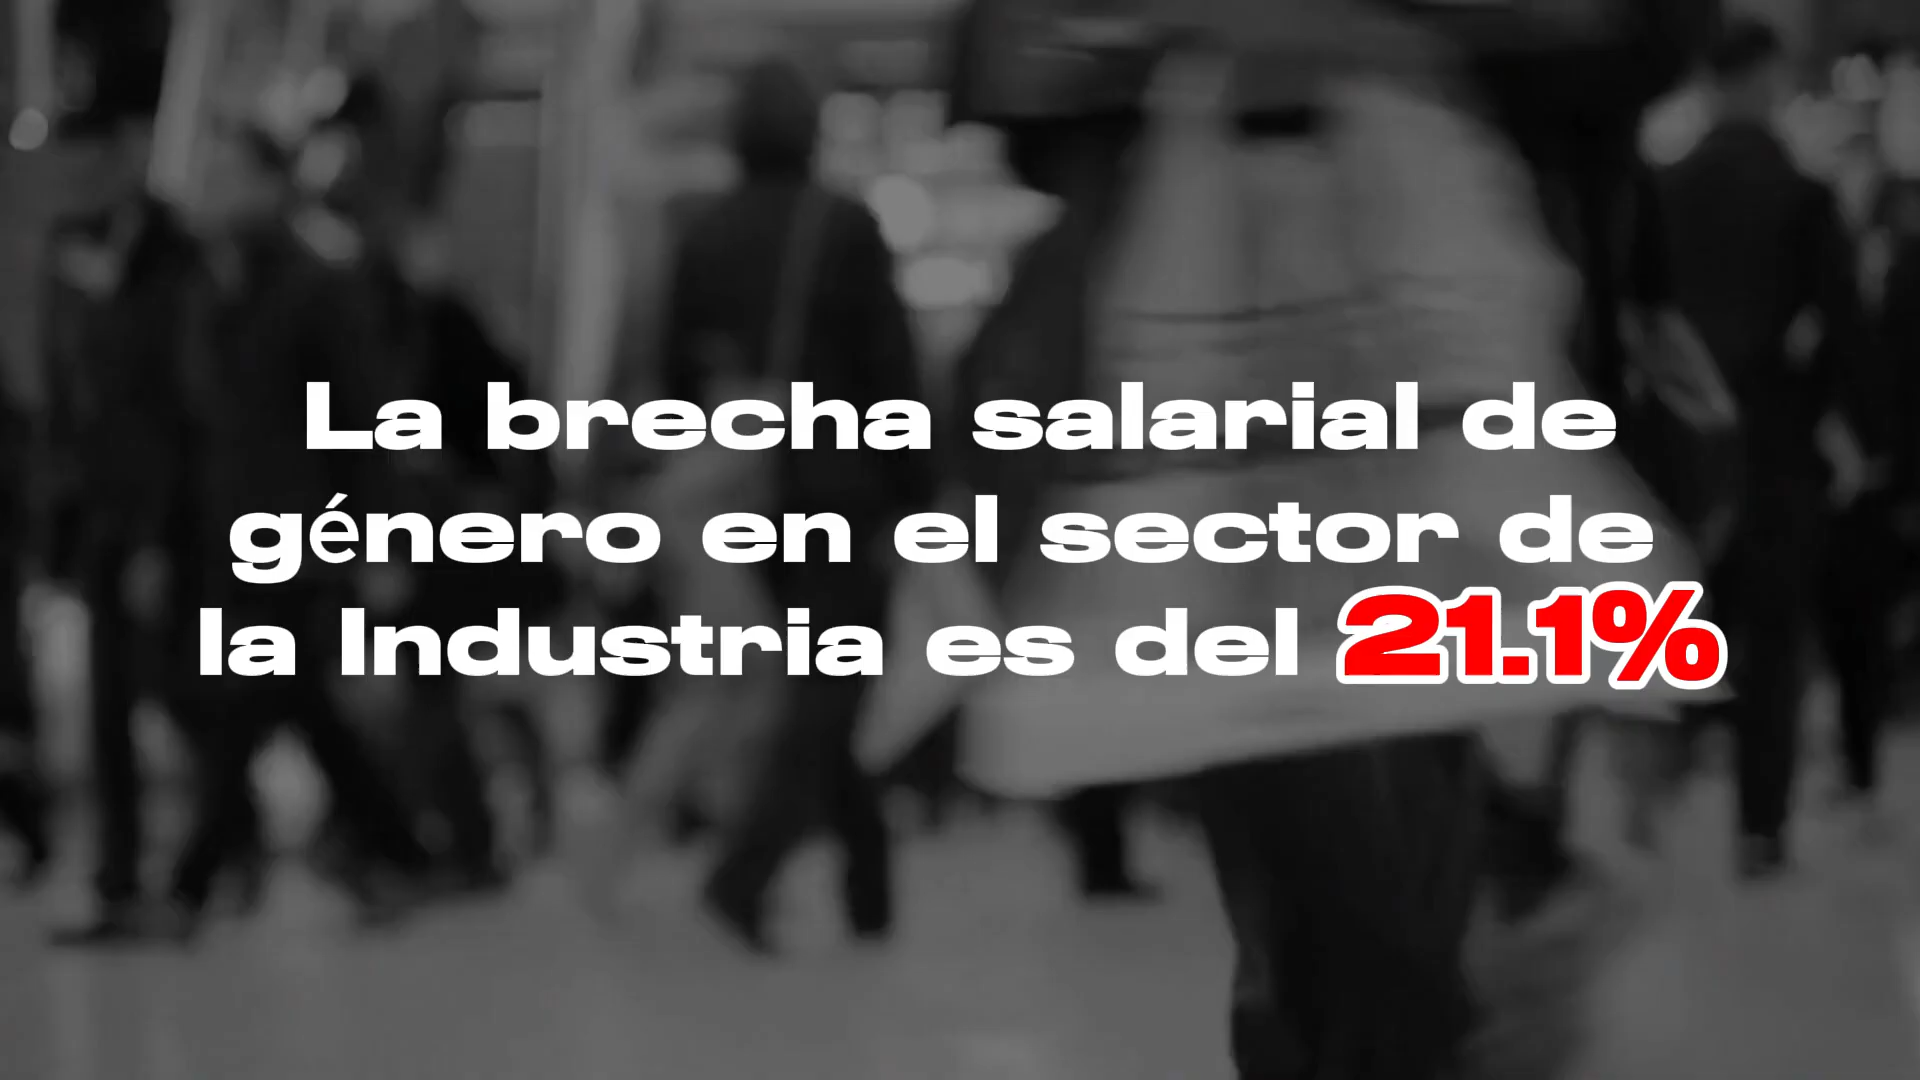 La brecha salarial de
género en el sector de
la Industria es del 21.1%